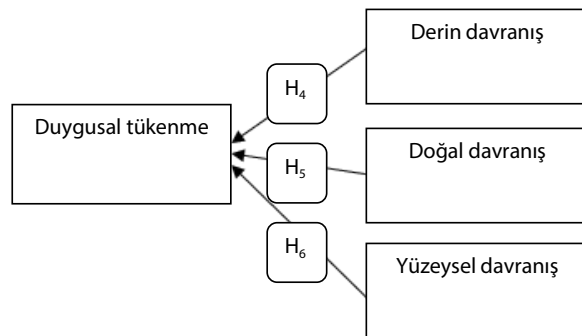 Derin davranış
H₄
Duygusal tükenme
H₅
Doğal davranış
H₆
Yüzeysel davranış